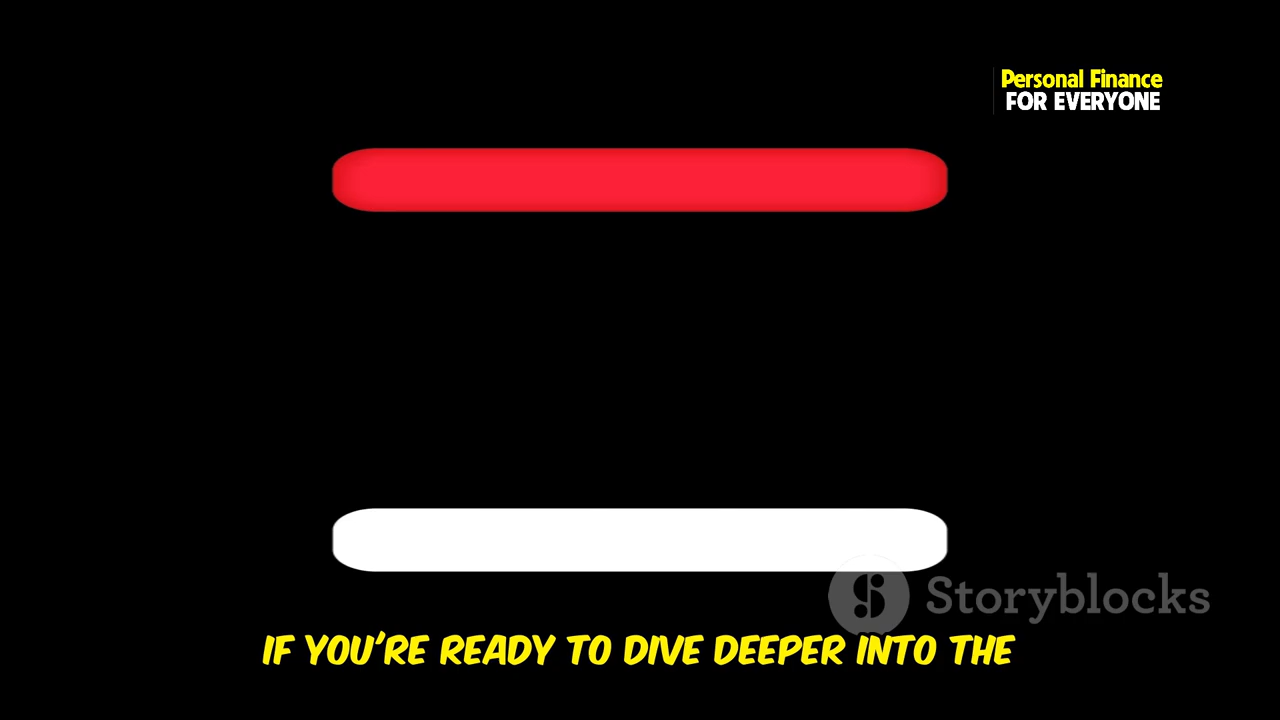 Personal Finance
FOR EVERYONE
Storyblocks
IF YOU'RE READY TO DIVE DEEPER INTO THE